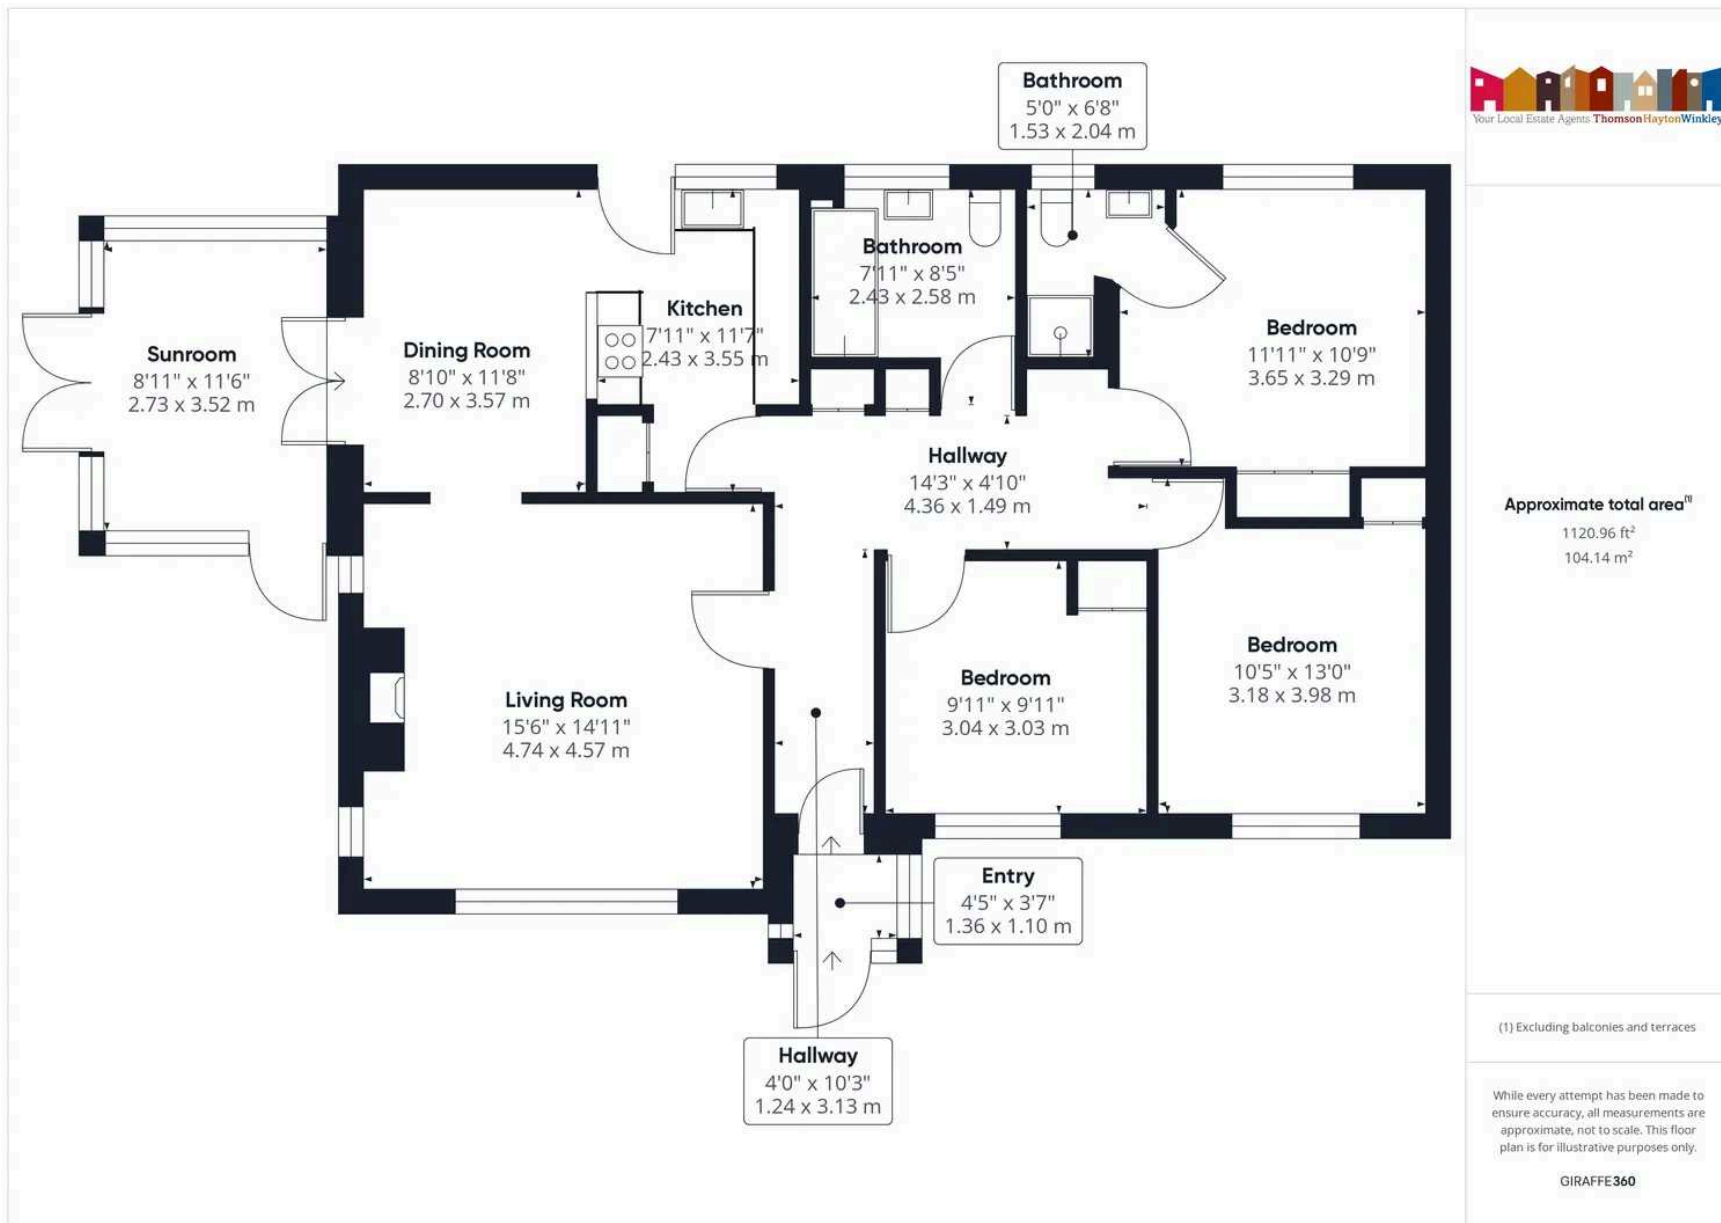 Bathroom
5'0" x 6'8"
1.53 x 2.04 m
Your Local Estate Agents ThomsonHaytonWinkley
Bathroom
7'11" x 8'5"
2.43 x 2.58 m
Kitchen
7'11" x 11'7"
2.43 x 3.55 m
Bedroom
11'11" x 10'9"
3.65 x 3.29 m
Sunroom
8'11" x 11'6"
2.73 x 3.52 m
Dining Room
8'10" x 11'8"
2.70 x 3.57 m
Hallway
14'3" x 4'10"
4.36 x 1.49 m
Approximate total area(1)
1120.96 ft²
104.14 m²
Living Room
15'6" x 14'11"
4.74 x 4.57 m
Bedroom
9'11" x 9'11"
3.04 x 3.03 m
Bedroom
10'5" x 13'0"
3.18 x 3.98 m
Entry
4'5" x 3'7"
1.36 x 1.10 m
Hallway
4'0" x 10'3"
1.24 x 3.13 m
(1) Excluding balconies and terraces
While every attempt has been made to
ensure accuracy, all measurements are
approximate, not to scale. This floor
plan is for illustrative purposes only.
GIRAFFE360